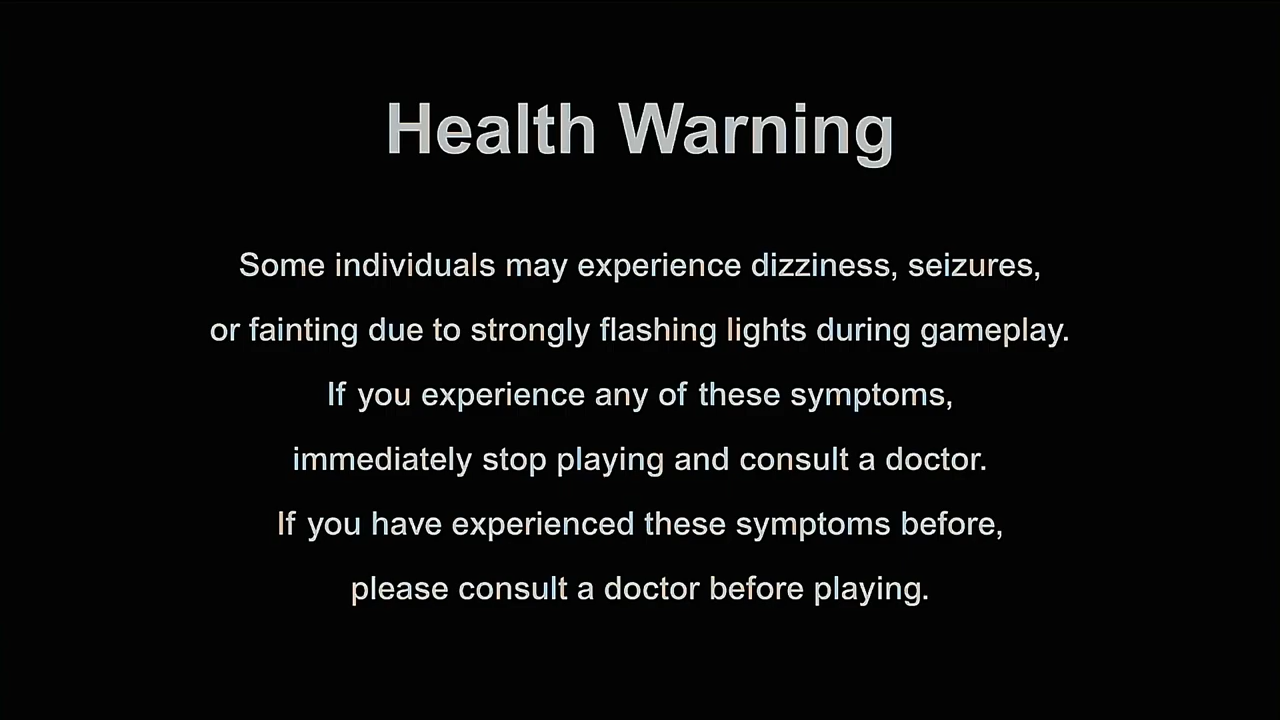 Health Warning
Some individuals may experience dizziness, seizures,
or fainting due to strongly flashing lights during gameplay.
If you experience any of these symptoms,
immediately stop playing and consult a doctor.
If you have experienced these symptoms before,
please consult a doctor before playing.